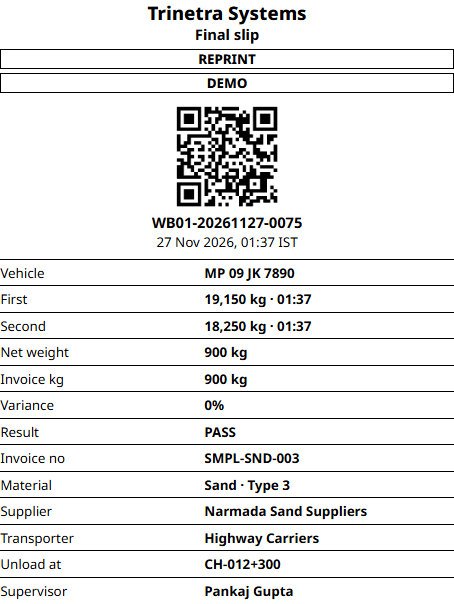 Trinetra Systems
Final slip
REPRINT
DEMO
WB01-20261127-0075
27 Nov 2026, 01:37 IST
Vehicle MP 09 JK 7890
First 19,150 kg · 01:37
Second 18,250 kg · 01:37
Net weight 900 kg
Invoice kg 900 kg
Variance 0%
Result PASS
Invoice no SMPL-SND-003
Material Sand · Type 3
Supplier Narmada Sand Suppliers
Transporter Highway Carriers
Unload at CH-012+300
Supervisor Pankaj Gupta